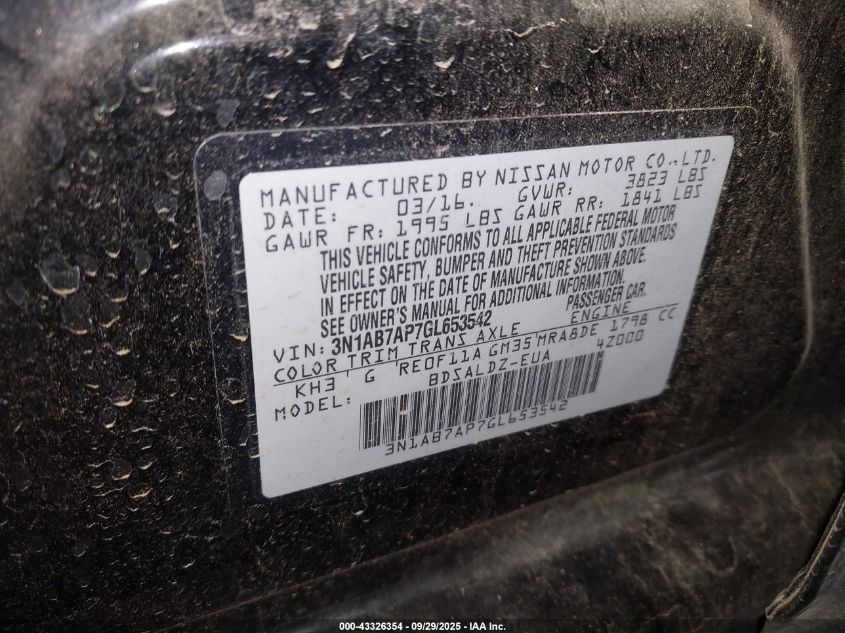 MANUFACTURED BY NISSAN MOTOR CO.,LTD.
DATE: 03/16. GVWR: 3823 LBS
GAWR FR: 1995 LBS GAWR RR: 1841 LBS
THIS VEHICLE CONFORMS TO ALL APPLICABLE FEDERAL MOTOR
VEHICLE SAFETY, BUMPER AND THEFT PREVENTION STANDARDS
IN EFFECT ON THE DATE OF MANUFACTURE SHOWN ABOVE.
SEE OWNER'S MANUAL FOR ADDITIONAL INFORMATION.
VIN: 3N1AB7AP7GL653542 PASSENGER CAR.
COLOR TRIM TRANS AXLE ENGINE
KH3 G RE0F11A GM35 MRA8DE 1798 CC
MODEL: BDSALDZ-EUA 4Z000
3N1AB7AP7GL653542
000-43326354 - 09/29/2025 - IAA Inc.